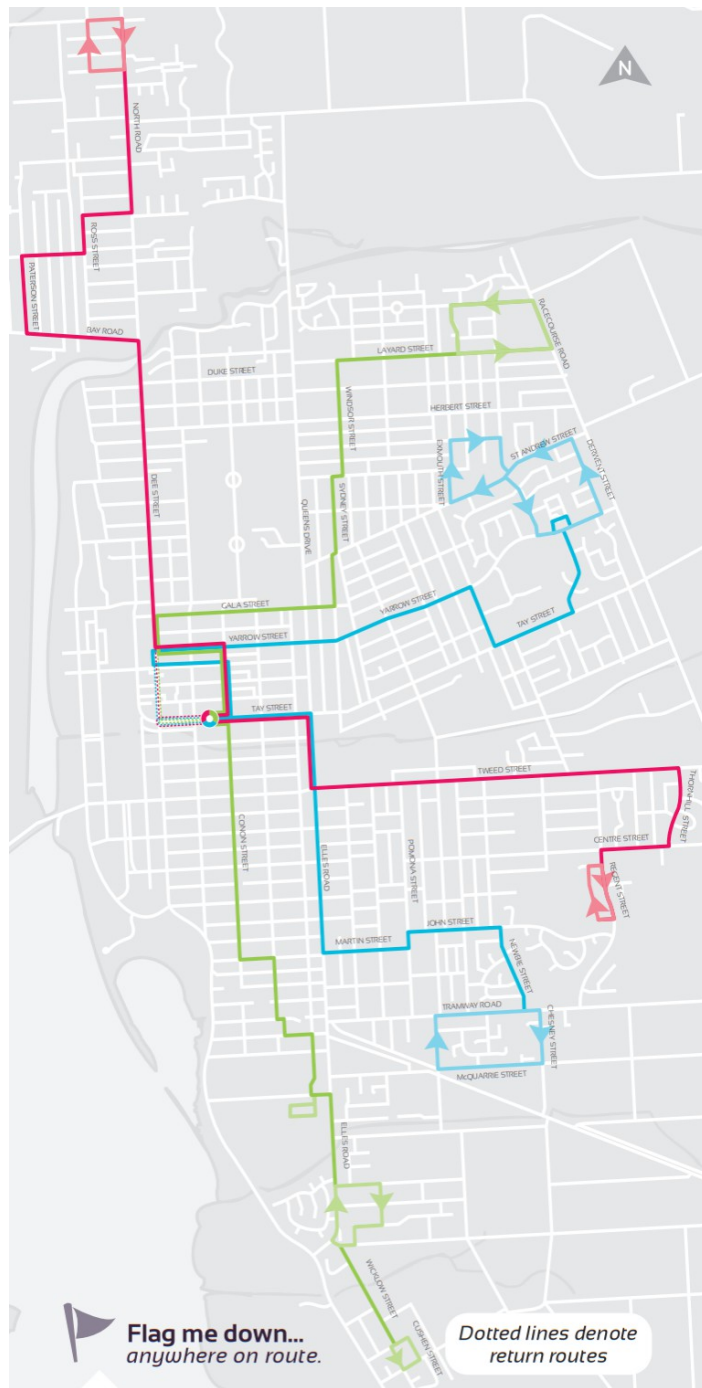 N
NORTH ROAD
ROSS STREET
PATERSON STREET
BAY ROAD
RACECOURSE ROAD
LAYARD STREET
DUKE STREET
WINDSOR STREET
HERBERT STREET
EXMOUTH STREET
ST ANDREW STREET
DERVENT STREET
DEE STREET
SYDNEY STREET
QUEENS DRIVE
GALA STREET
YARROW STREET
YARROW STREET
TAY STREET
TAY STREET
TWEED STREET
THORNHILL STREET
CONON STREET
ELLES ROAD
POMONA STREET
CENTRE STREET
REGENT STREET
JOHN STREET
MARTIN STREET
NEWRIE STREET
TRAMWAY ROAD
CHESNEY STREET
McQUARRIE STREET
ELLES ROAD
WICKLOW STREET
CUSHEN STREET
Flag me down...
anywhere on route.
Dotted lines denote
return routes